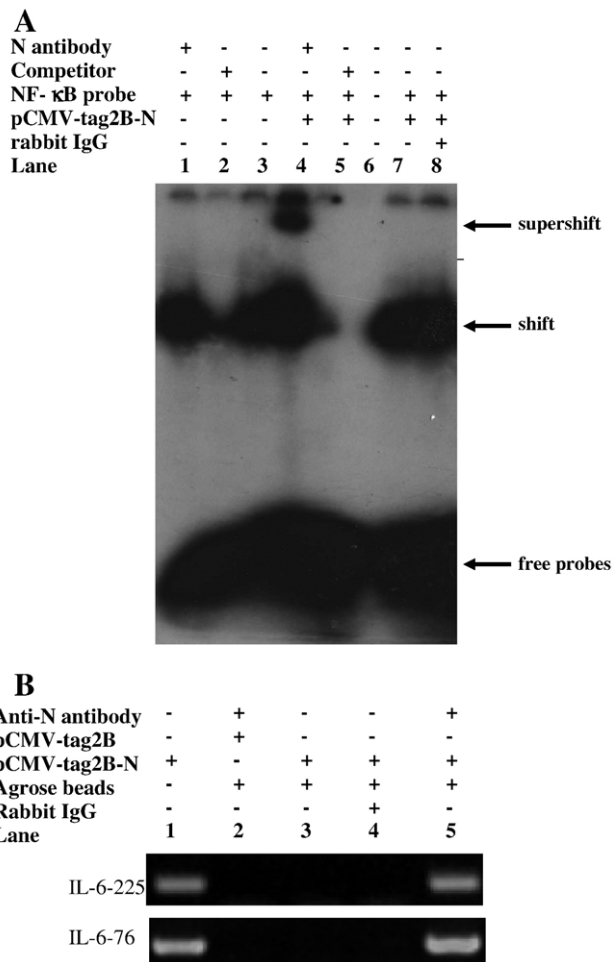 A
N antibody + - - + - - - -
Competitor - + - - + - - -
NF- κB probe + + + + + - + +
pCMV-tag2B-N - - - + + - + +
rabbit IgG - - - - - - - +
Lane 1 2 3 4 5 6 7 8
supershift
shift
free probes
B
Anti-N antibody - + - - +
pCMV-tag2B - + - - -
pCMV-tag2B-N + - + + +
Agrose beads - + + + +
Rabbit IgG - - - + -
Lane 1 2 3 4 5
IL-6-225
IL-6-76